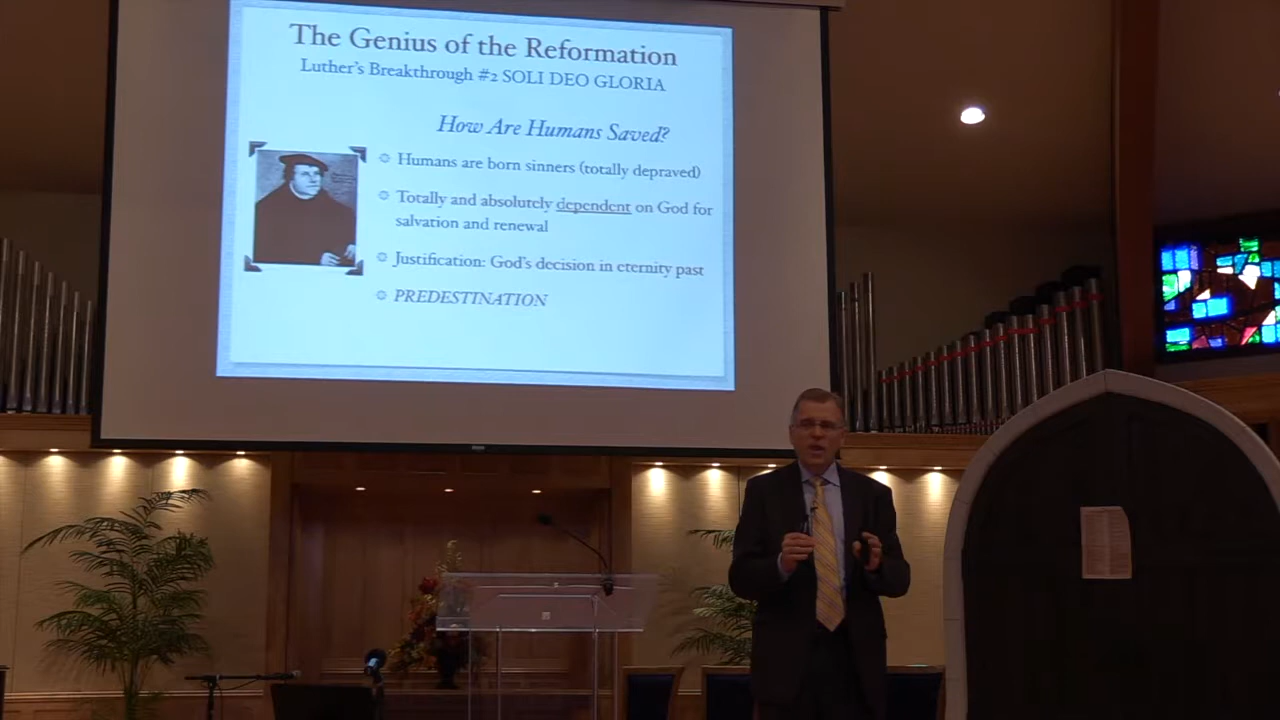 The Genius of the Reformation
Luther's Breakthrough #2 SOLI DEO GLORIA
How Are Humans Saved?
Humans are born sinners (totally depraved)
Totally and absolutely dependent on God for
salvation and renewal
Justification: God's decision in eternity past
PREDESTINATION